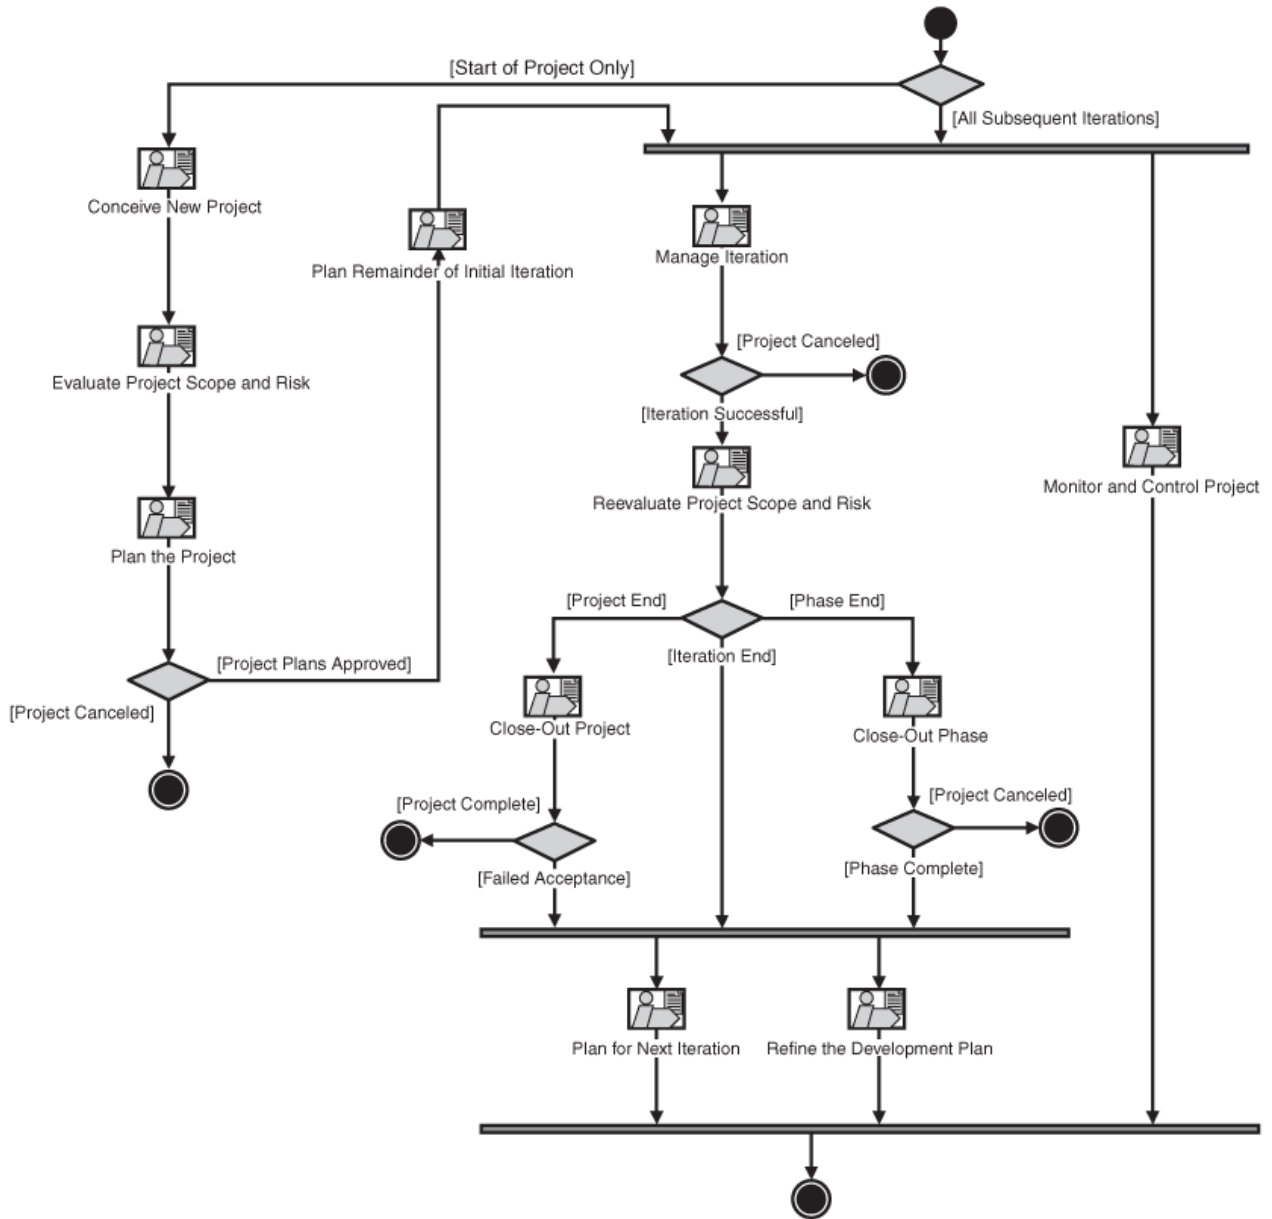 [Start of Project Only]
[All Subsequent Iterations]
Conceive New Project
Plan Remainder of Initial Iteration
Manage Iteration
[Project Canceled]
Evaluate Project Scope and Risk
[Iteration Successful]
Monitor and Control Project
Reevaluate Project Scope and Risk
Plan the Project
[Project End]
[Phase End]
[Iteration End]
[Project Plans Approved]
[Project Canceled]
Close-Out Project
Close-Out Phase
[Project Complete]
[Project Canceled]
[Failed Acceptance]
[Phase Complete]
Plan for Next Iteration
Refine the Development Plan